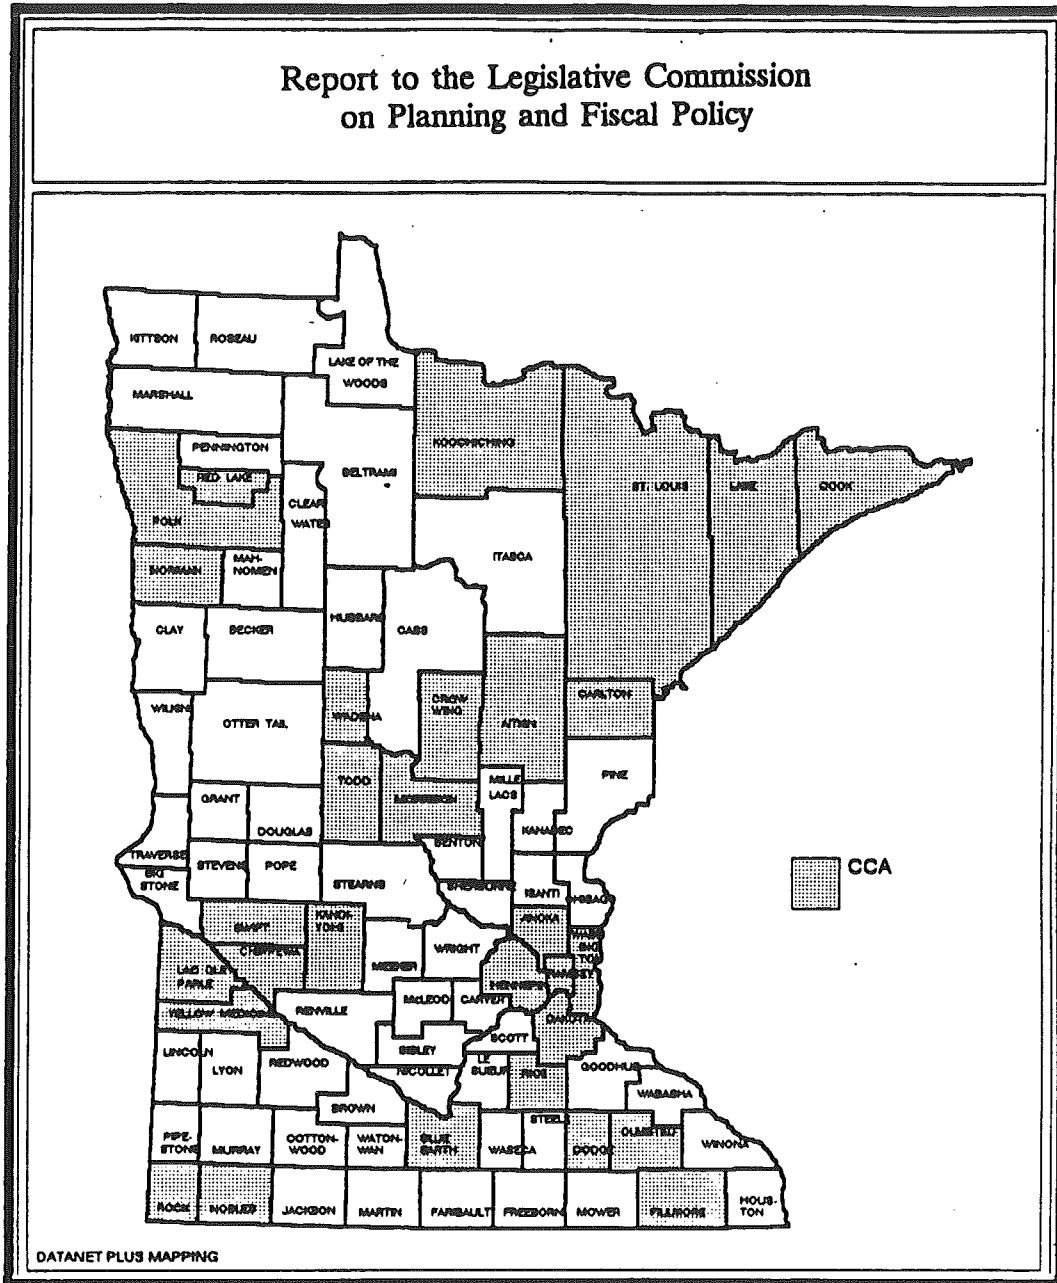 Report to the Legislative Commission
on Planning and Fiscal Policy
KITTSON
ROSEAU
LAKE OF THE
WOODS
MARSHALL
KOOCHICHING
PENNINGTON
BELTRAMI
RED LAKE
ST. LOUIS
LAKE
COOK
CLEAR
WATER
POLK
ITASCA
NORMAN
MAH-
NOMEN
HUBBARD
CASS
CLAY
BECKER
CARLTON
CROW
WING
WILKIN
WADENA
OTTER TAIL
AITKIN
PINE
TODD
MILLE
LACS
GRANT
MORRISON
DOUGLAS
KANABEC
BENTON
TRAVERSE
STEVENS
POPE
BIG
STONE
STEARNS
SHERBURNE
ISANTI
CHISAGO
CCA
SWIFT
KANDI-
YOHI
ANOKA
WASH
ING
TON
CHIPPEWA
WRIGHT
MEEKER
LAC QUI
PARLE
RAMSEY
HENNEPIN
McLEOD
CARVER
YELLOW MEDICINE
RENVILLE
DAKOTA
SCOTT
LINCOLN
LYON
REDWOOD
SIBLEY
NICOLLET
LE
SUEUR
RICE
GOODHUE
WABASHA
BROWN
STEELE
PIPE-
STONE
MURRAY
COTTON-
WOOD
WATON-
WAN
BLUE
EARTH
WASECA
DODGE
OLMSTED
WINONA
ROCK
NOBLES
JACKSON
MARTIN
FARIBAULT
FREEBORN
MOWER
FILLMORE
HOUS-
TON
DATANET PLUS MAPPING